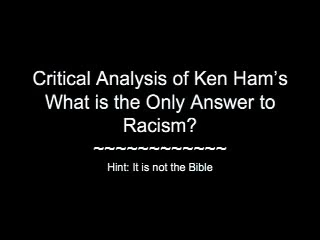 Critical Analysis of Ken Ham's
What is the Only Answer to
Racism?
~~~~~~~~~~~~
Hint: It is not the Bible